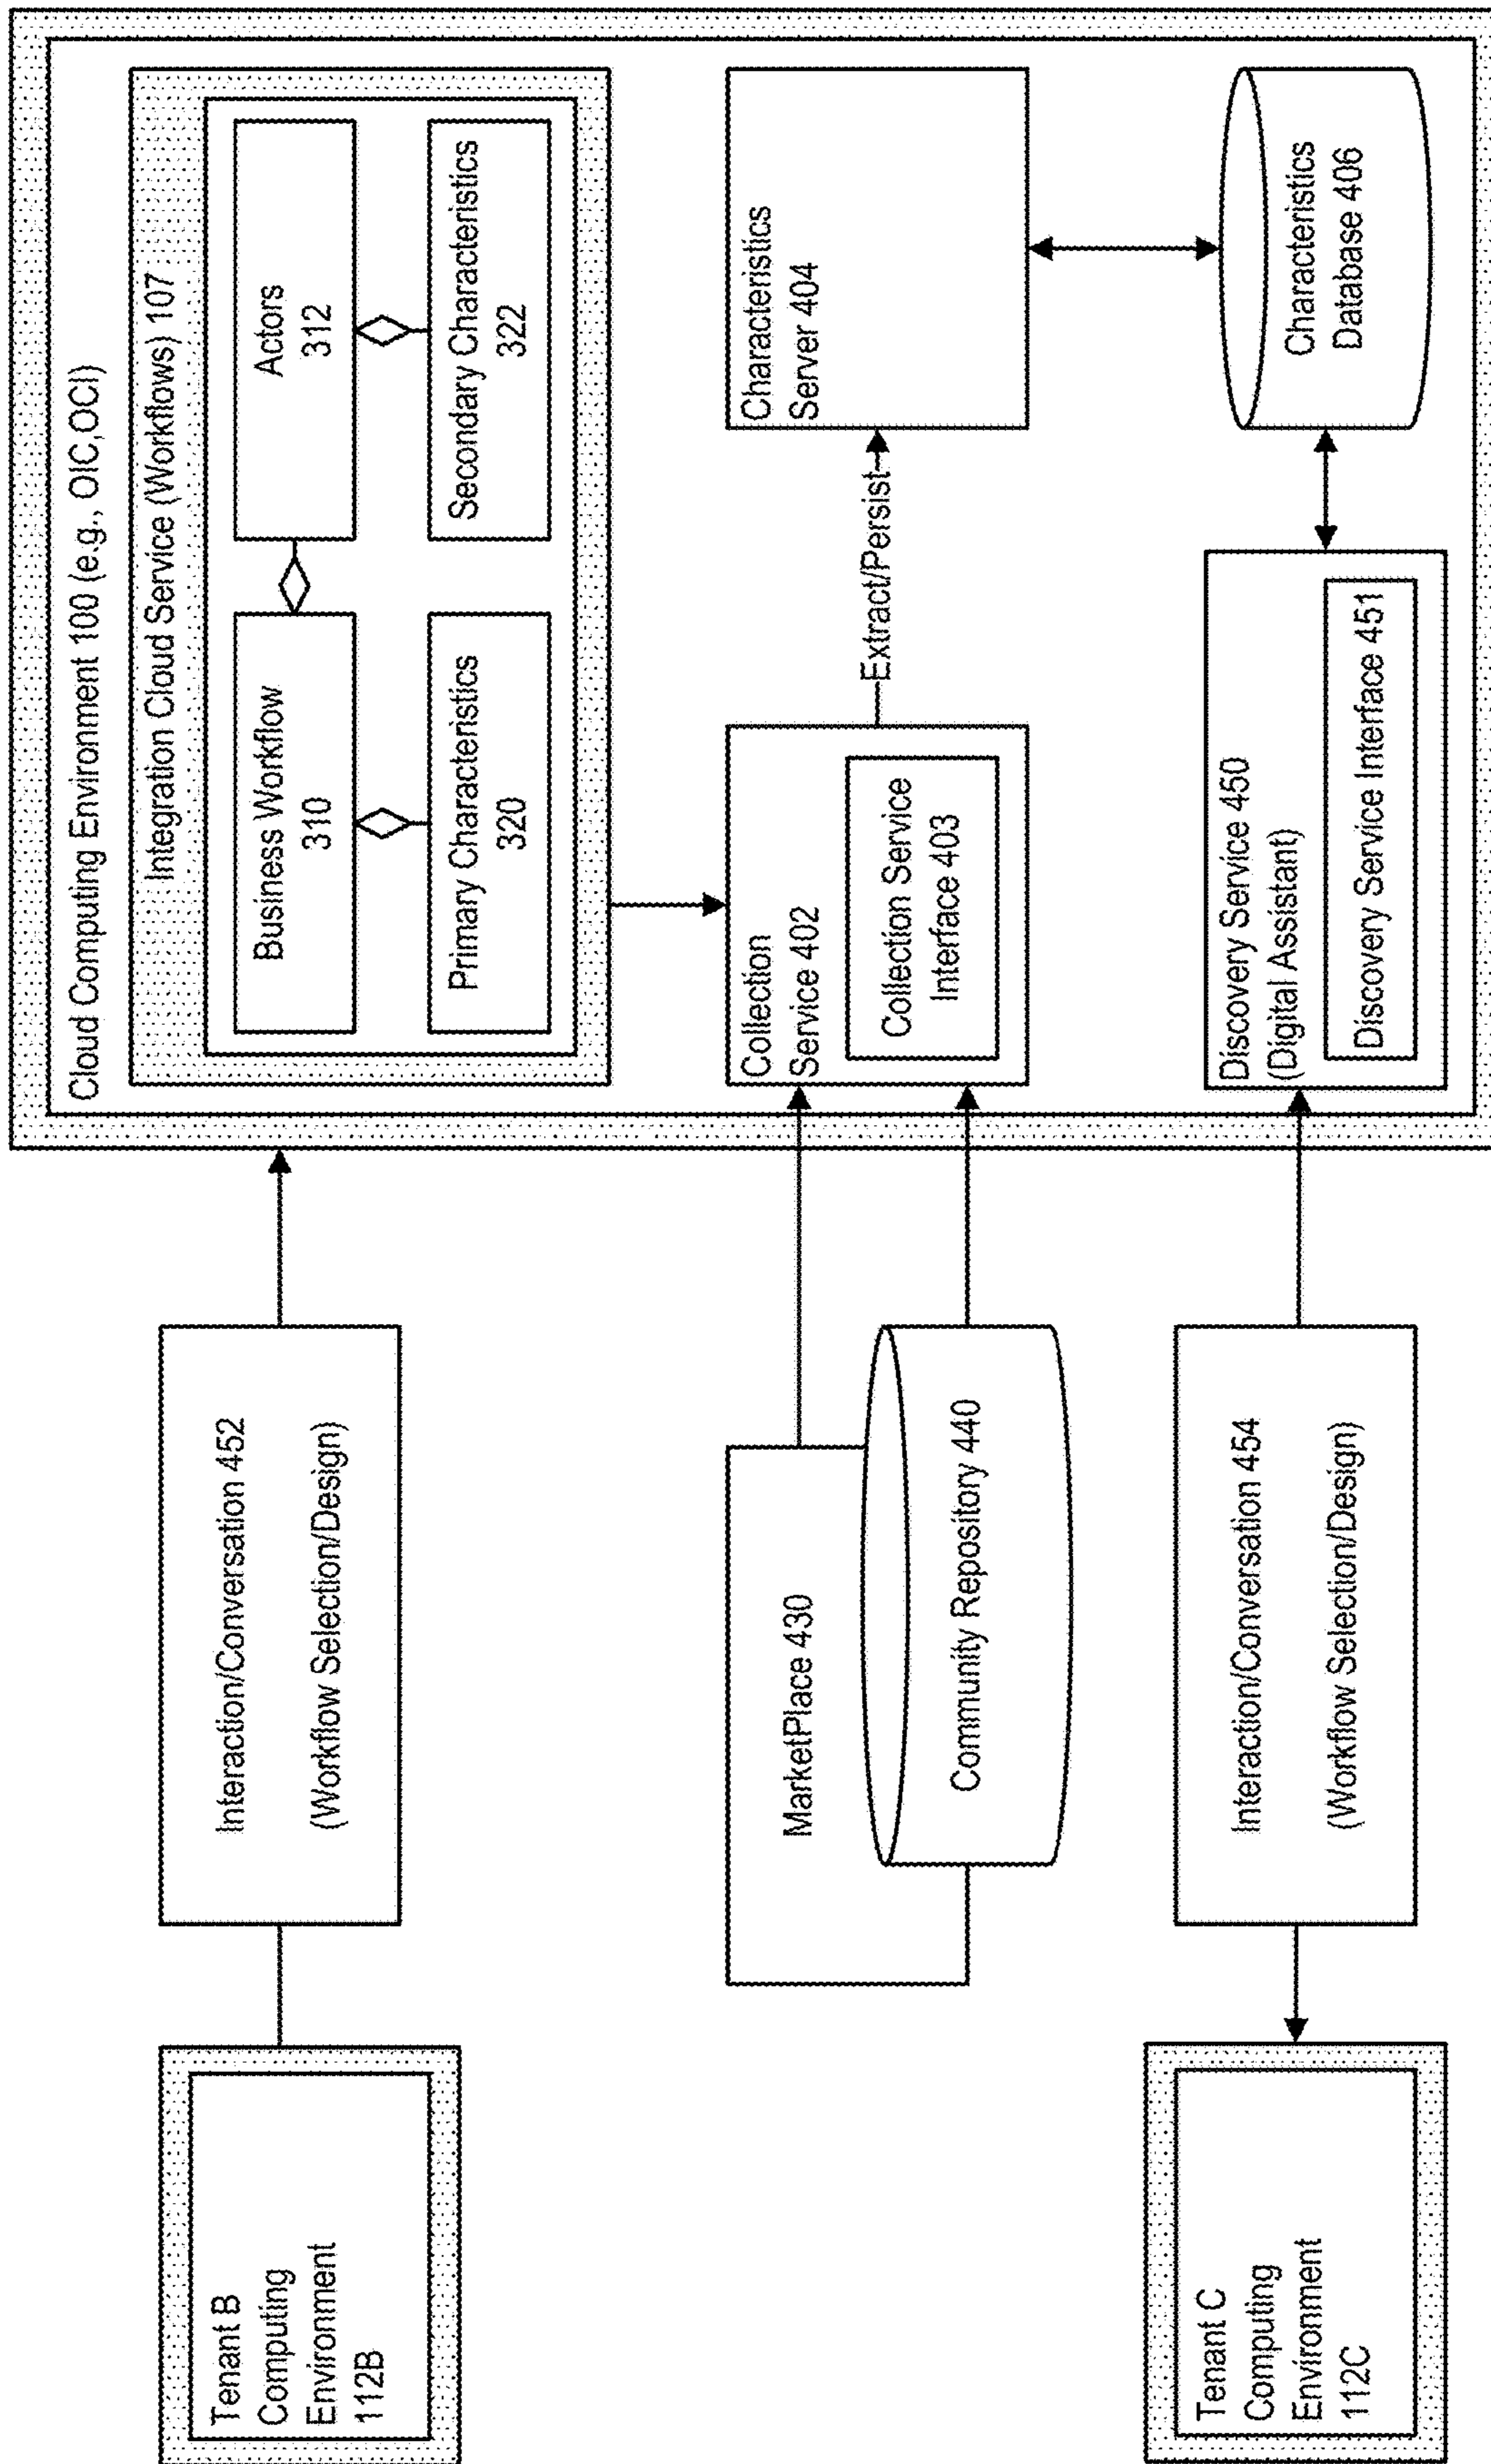 Cloud Computing Environment 100 (e.g., OIC,OCI)
Integration Cloud Service (Workflows) 107
Business Workflow
310
Actors
312
Primary Characteristics
320
Secondary Characteristics
322
Tenant B
Computing
Environment
112B
Interaction/Conversation 452
(Workflow Selection/Design)
MarketPlace 430
Community Repository 440
Collection
Service 402
Collection Service
Interface 403
Extract/Persist
Characteristics
Server 404
Tenant C
Computing
Environment
112C
Interaction/Conversation 454
(Workflow Selection/Design)
Discovery Service 450
(Digital Assistant)
Discovery Service Interface 451
Characteristics
Database 406